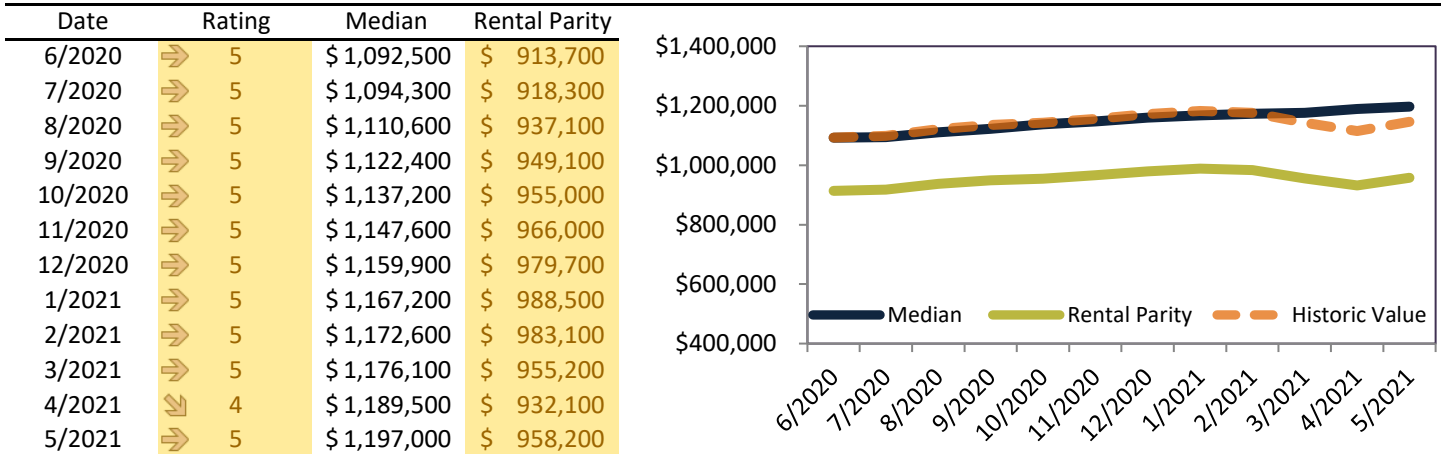 Date Rating Median Rental Parity
6/2020 5 $ 1,092,500 $ 913,700
7/2020 5 $ 1,094,300 $ 918,300
8/2020 5 $ 1,110,600 $ 937,100
9/2020 5 $ 1,122,400 $ 949,100
10/2020 5 $ 1,137,200 $ 955,000
11/2020 5 $ 1,147,600 $ 966,000
12/2020 5 $ 1,159,900 $ 979,700
1/2021 5 $ 1,167,200 $ 988,500
2/2021 5 $ 1,172,600 $ 983,100
3/2021 5 $ 1,176,100 $ 955,200
4/2021 4 $ 1,189,500 $ 932,100
5/2021 5 $ 1,197,000 $ 958,200
$1,400,000
$1,200,000
$1,000,000
$800,000
$600,000
$400,000
Median Rental Parity Historic Value
6/2020 7/2020 8/2020 9/2020 10/2020 11/2020 12/2020 1/2021 2/2021 3/2021 4/2021 5/2021